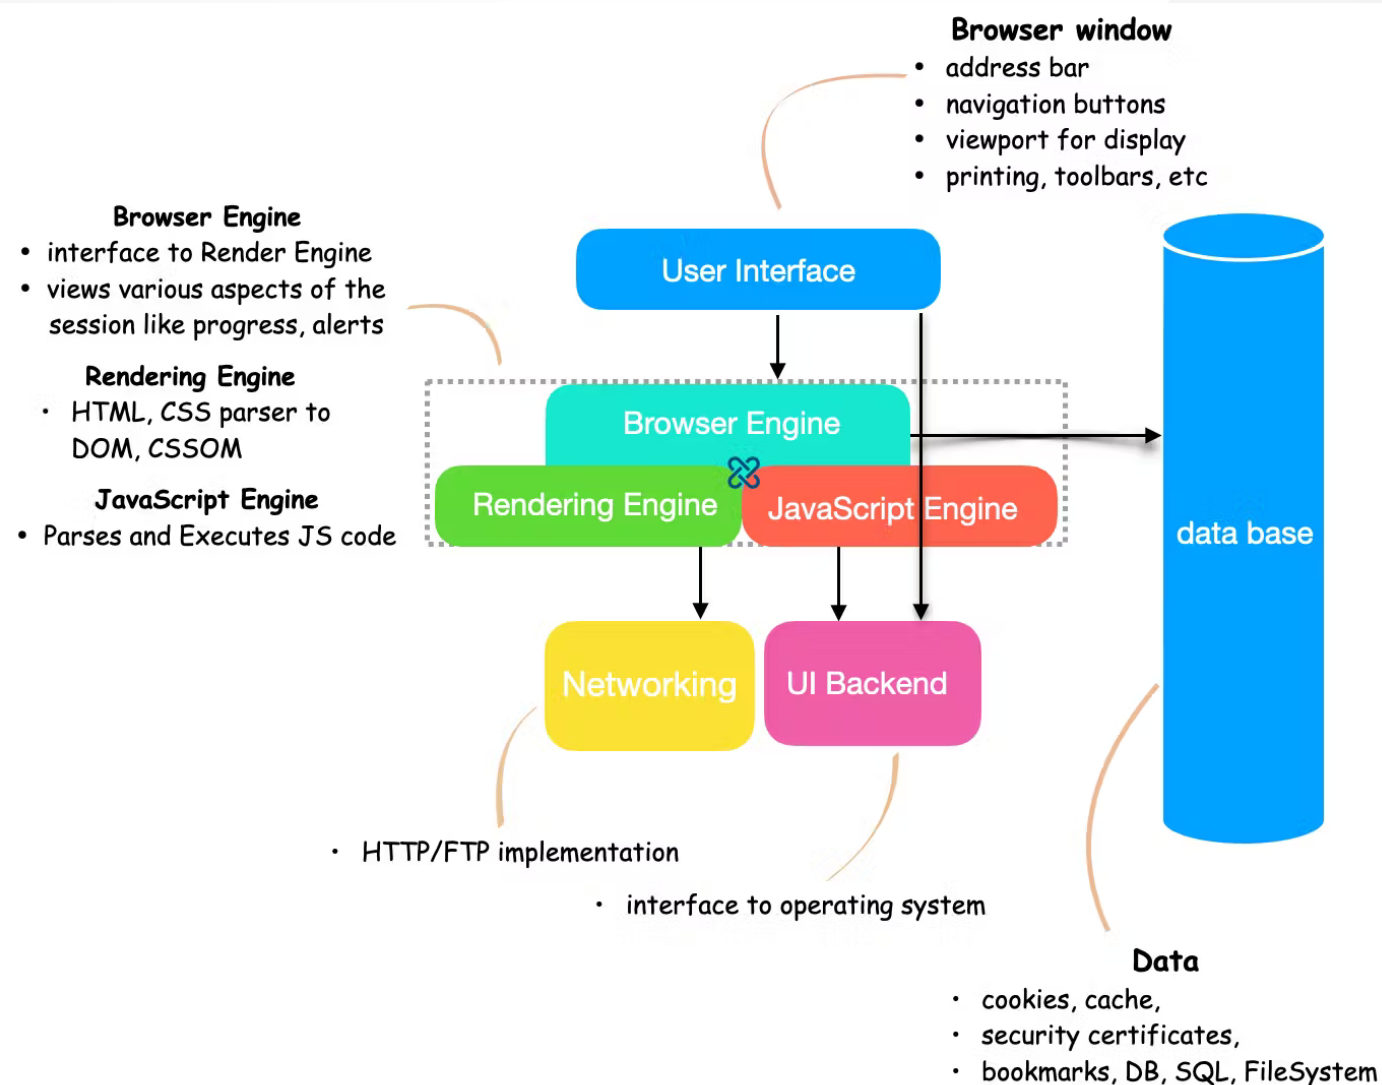 Browser window
• address bar
• navigation buttons
• viewport for display
• printing, toolbars, etc
Browser Engine
• interface to Render Engine
• views various aspects of the
session like progress, alerts
Rendering Engine
• HTML, CSS parser to
DOM, CSSOM
JavaScript Engine
• Parses and Executes JS code
User Interface
Browser Engine
Rendering Engine
JavaScript Engine
data base
Networking
UI Backend
• HTTP/FTP implementation
• interface to operating system
Data
• cookies, cache,
• security certificates,
• bookmarks, DB, SQL, FileSystem